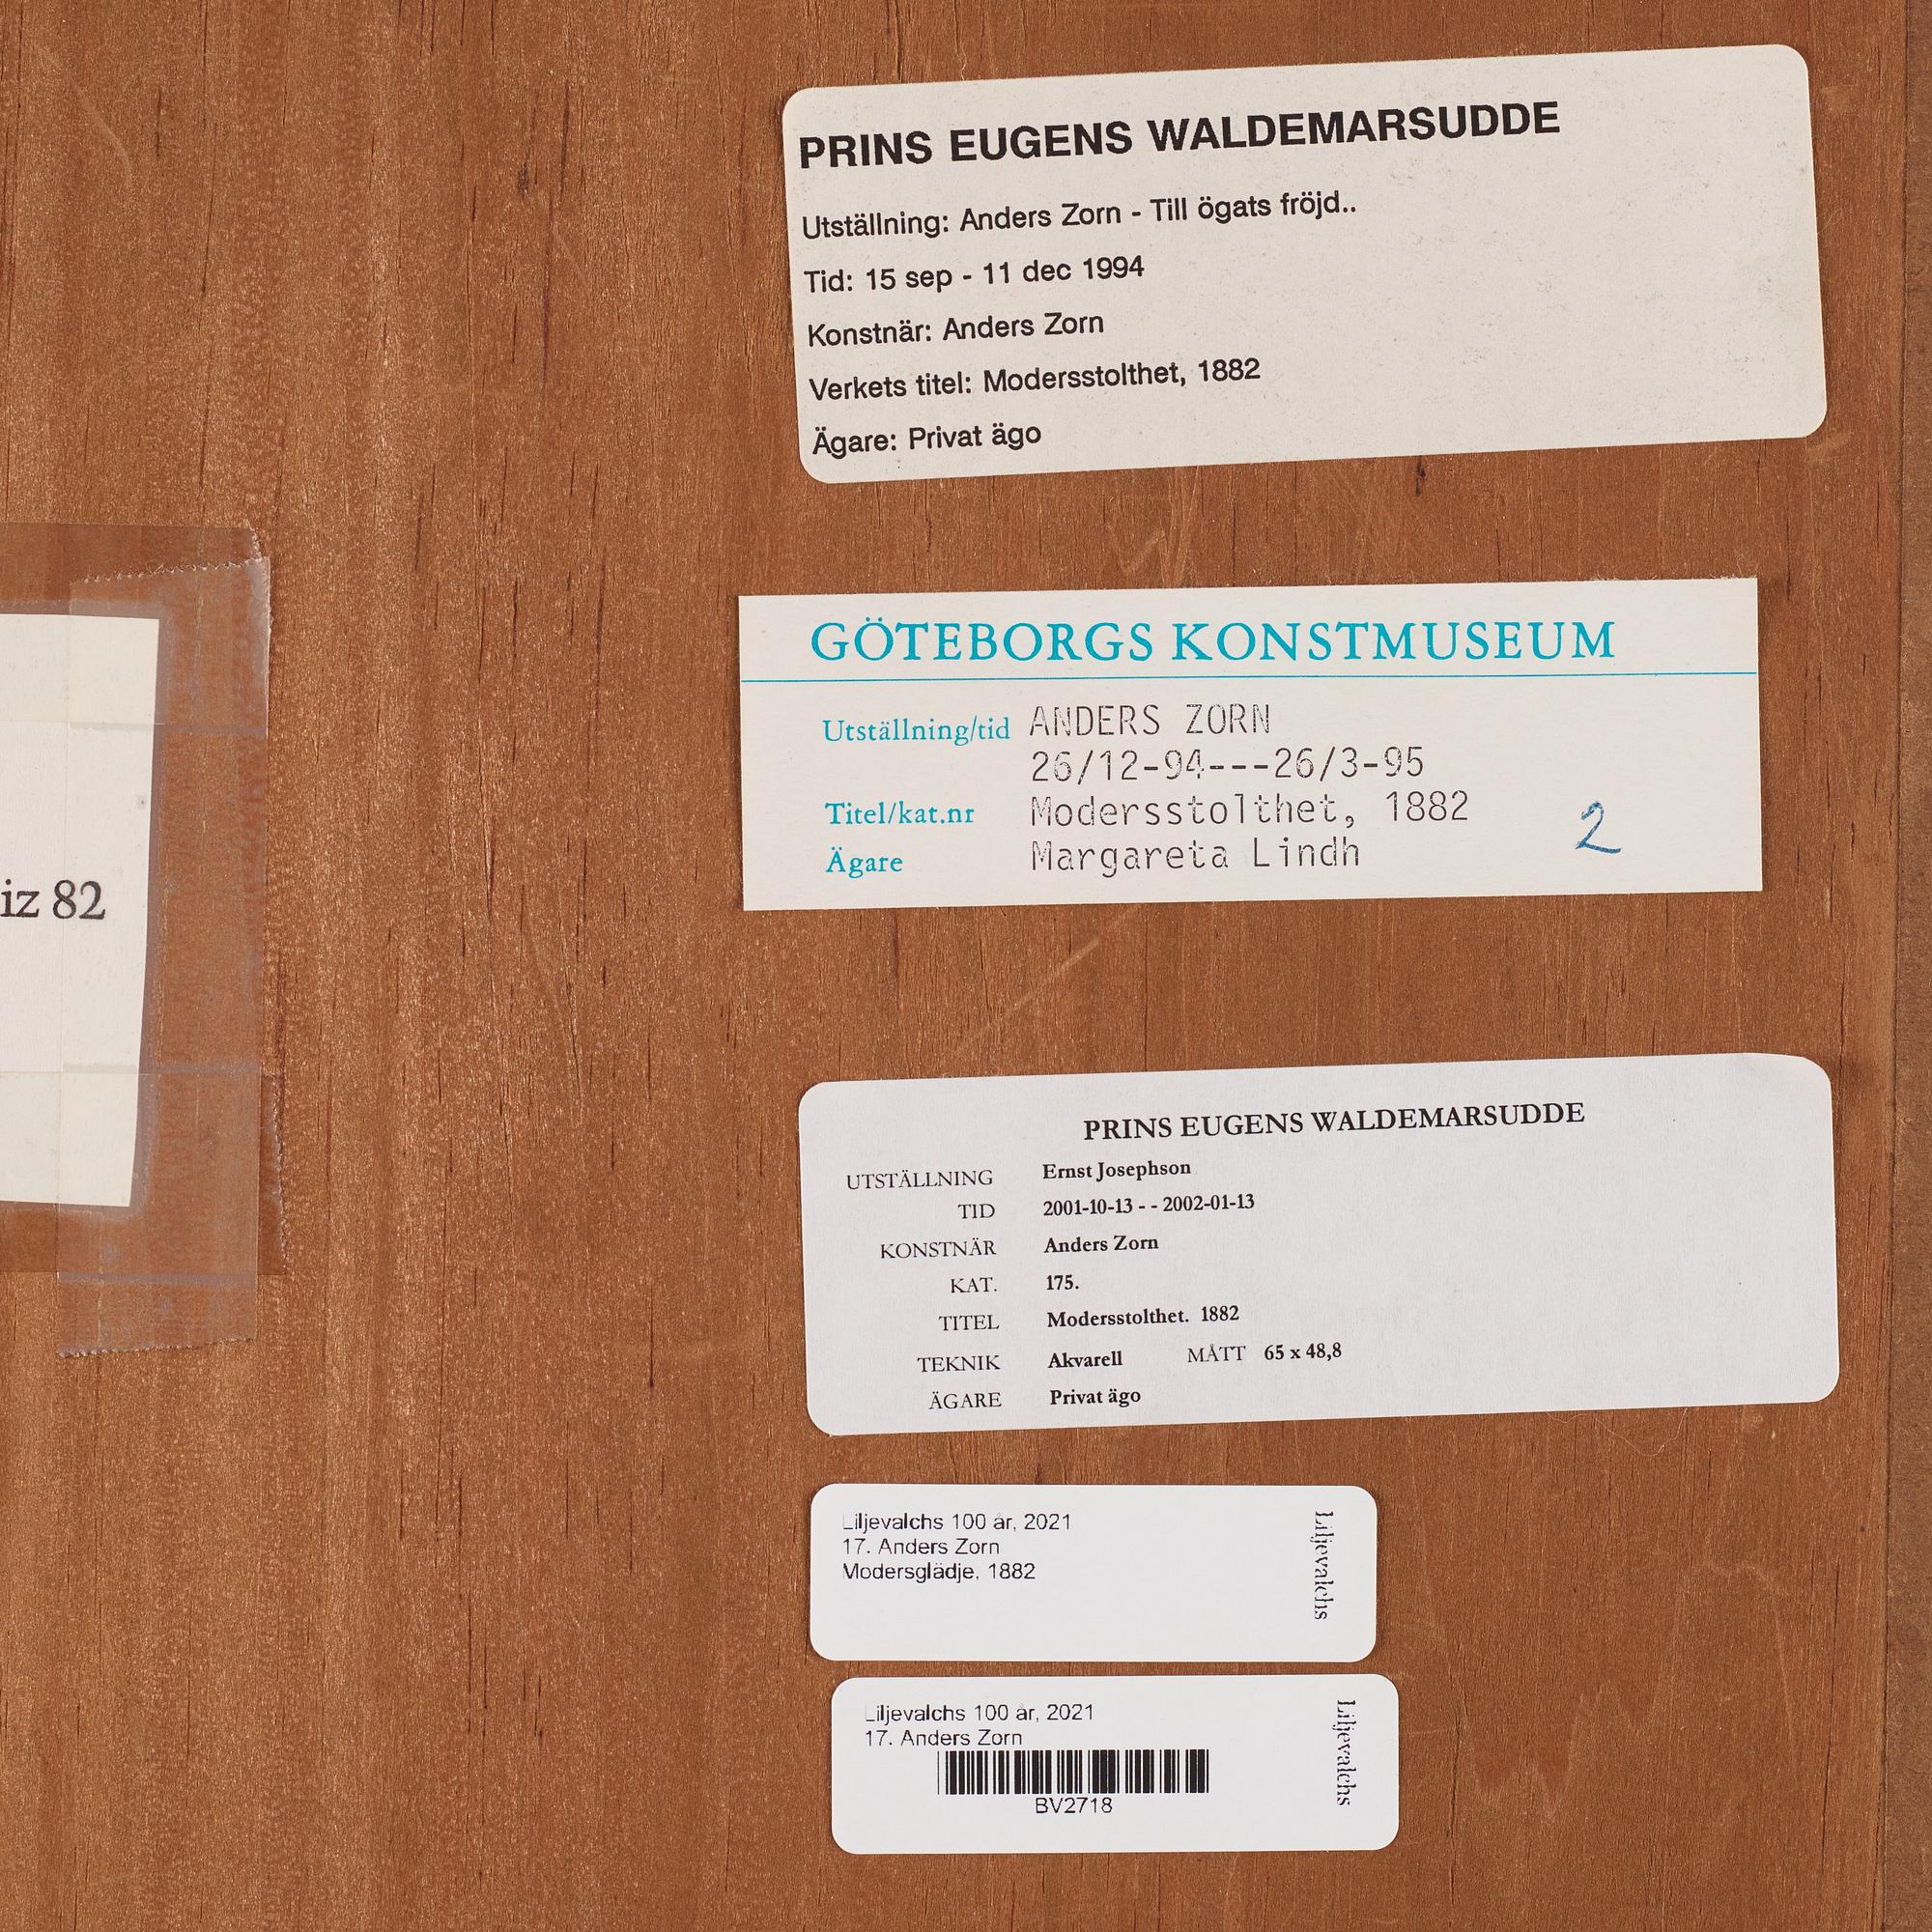 PRINS EUGENS WALDEMARSUDDE
Utställning: Anders Zorn - Till ögats fröjd..
Tid: 15 sep - 11 dec 1994
Konstnär: Anders Zorn
Verkets titel: Modersstolthet, 1882
Ägare: Privat ägo
iz 82
GÖTEBORGS KONSTMUSEUM
Utställning/tid ANDERS ZORN
26/12-94---26/3-95
Titel/kat.nr Modersstolthet, 1882 2
Ägare Margareta Lindh
PRINS EUGENS WALDEMARSUDDE
UTSTÄLLNING Ernst Josephson
TID 2001-10-13 - - 2002-01-13
KONSTNÄR Anders Zorn
KAT. 175.
TITEL Modersstolthet. 1882
TEKNIK Akvarell MÅTT 65 x 48,8
ÄGARE Privat ägo
Liljevalchs 100 år, 2021
17. Anders Zorn
Modersglädje, 1882
Liljevalchs
Liljevalchs 100 år, 2021
17. Anders Zorn
BV2718
Liljevalchs